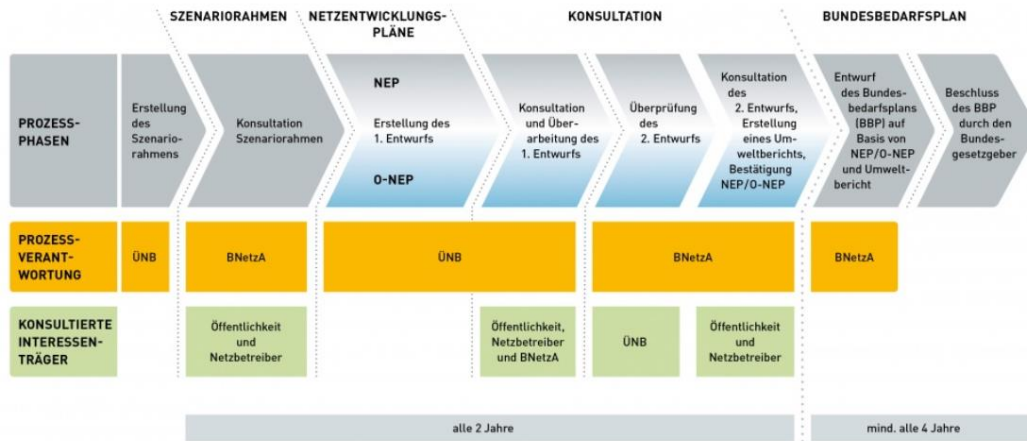 SZENARIORAHMEN
NETZENTWICKLUNGS-
PLÄNE
KONSULTATION
BUNDESBEDARFSPLAN
PROZESS-
PHASEN
Erstellung
des
Szenario-
rahmens
Konsultation
Szenariorahmen
NEP
Erstellung des
1. Entwurfs
O-NEP
Konsultation
und Über-
arbeitung des
1. Entwurfs
Überprüfung
des
2. Entwurfs
Konsultation
des
2. Entwurfs,
Erstellung
eines Um-
weltberichts,
Bestätigung
NEP/O-NEP
Entwurf
des Bundes-
bedarfsplans
(BBP) auf
Basis von
NEP/O-NEP
und Umwelt-
bericht
Beschluss
des BBP
durch den
Bundes-
gesetzgeber
PROZESS-
VERANT-
WORTUNG
ÜNB
BNetzA
ÜNB
BNetzA
BNetzA
KONSULTIERTE
INTERESSEN-
TRÄGER
Öffentlichkeit
und
Netzbetreiber
Öffentlichkeit,
Netzbetreiber
und BNetzA
ÜNB
Öffentlichkeit
und
Netzbetreiber
alle 2 Jahre
mind. alle 4 Jahre